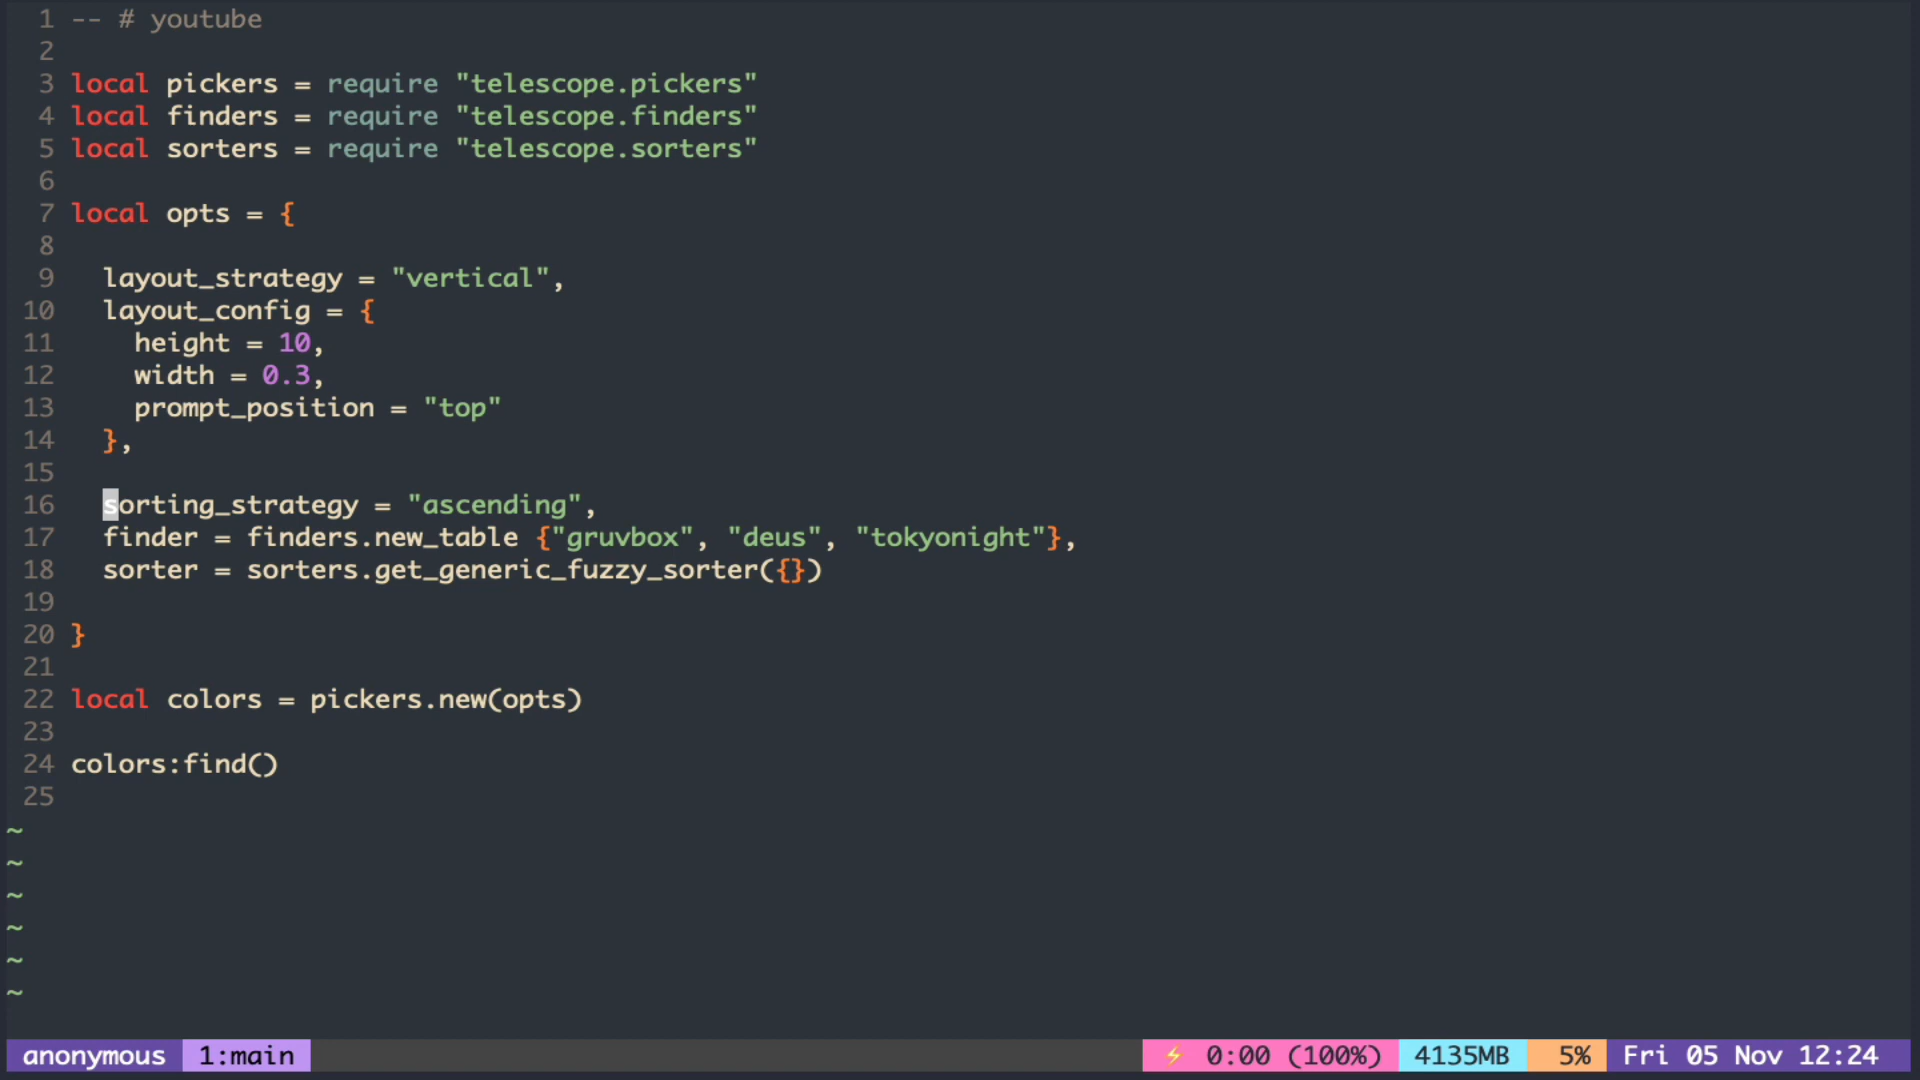 1 -- # youtube
2
3 local pickers = require "telescope.pickers"
4 local finders = require "telescope.finders"
5 local sorters = require "telescope.sorters"
6
7 local opts = {
8
9   layout_strategy = "vertical",
10   layout_config = {
11     height = 10,
12     width = 0.3,
13     prompt_position = "top"
14   },
15
16   sorting_strategy = "ascending",
17   finder = finders.new_table {"gruvbox", "deus", "tokyonight"},
18   sorter = sorters.get_generic_fuzzy_sorter({})
19
20 }
21
22 local colors = pickers.new(opts)
23
24 colors:find()
25
~
~
~
~
~
~
anonymous 1:main ⚡ 0:00 (100%) 4135MB 5% Fri 05 Nov 12:24